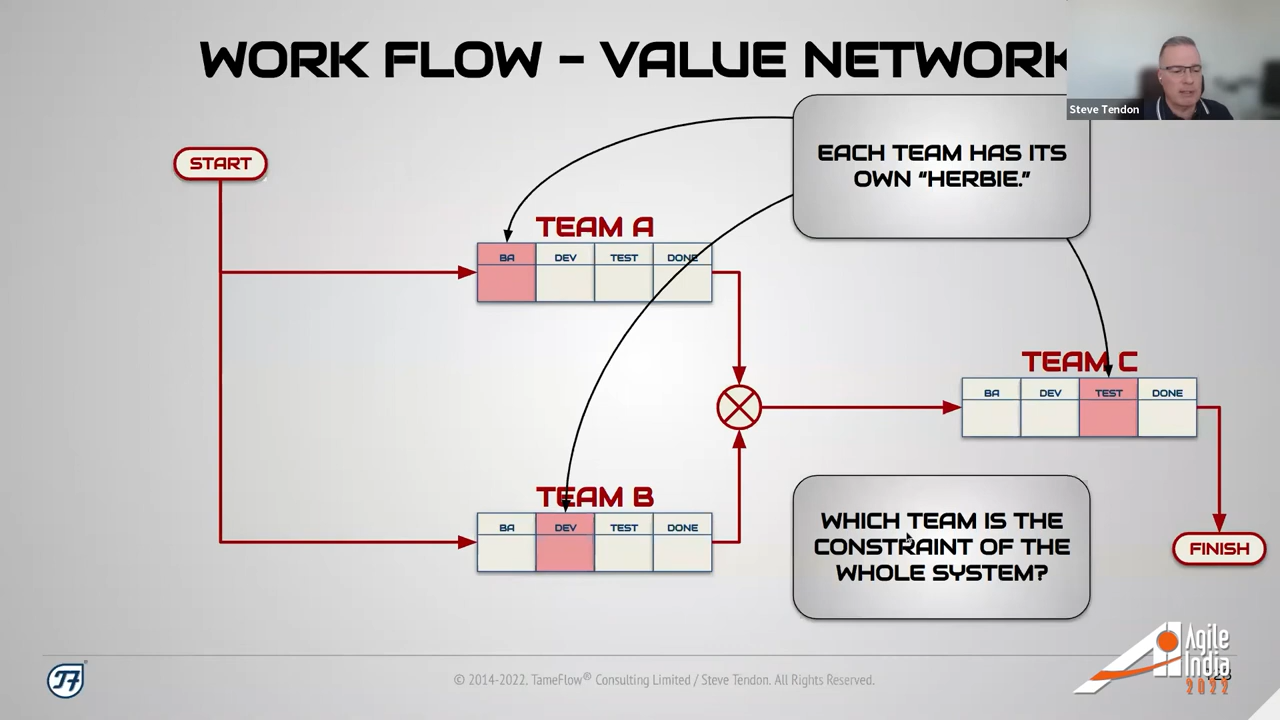 WORK FLOW - VALUE NETWORK
Steve Tendon
START
EACH TEAM HAS ITS
OWN “HERBIE.”
TEAM A
BA DEV TEST DONE
TEAM C
BA DEV TEST DONE
TEAM B
BA DEV TEST DONE
WHICH TEAM IS THE
CONSTRAINT OF THE
WHOLE SYSTEM?
FINISH
© 2014-2022. TameFlow® Consulting Limited / Steve Tendon. All Rights Reserved.
Agile
India
2022